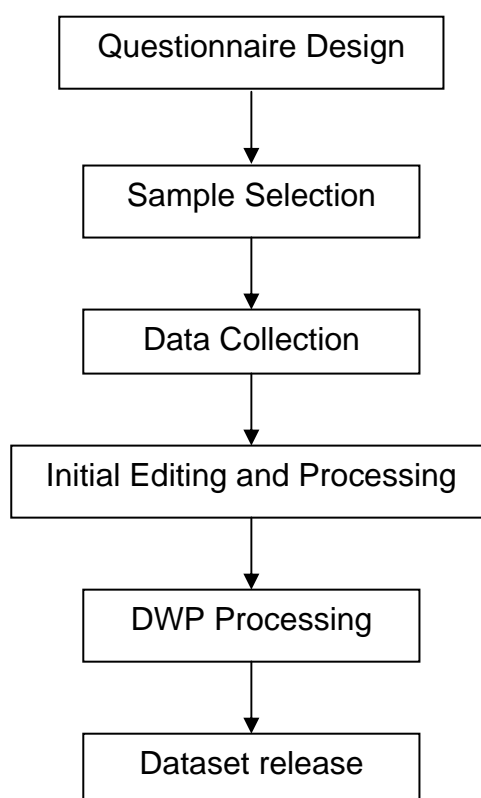 Questionnaire Design
Sample Selection
Data Collection
Initial Editing and Processing
DWP Processing
Dataset release